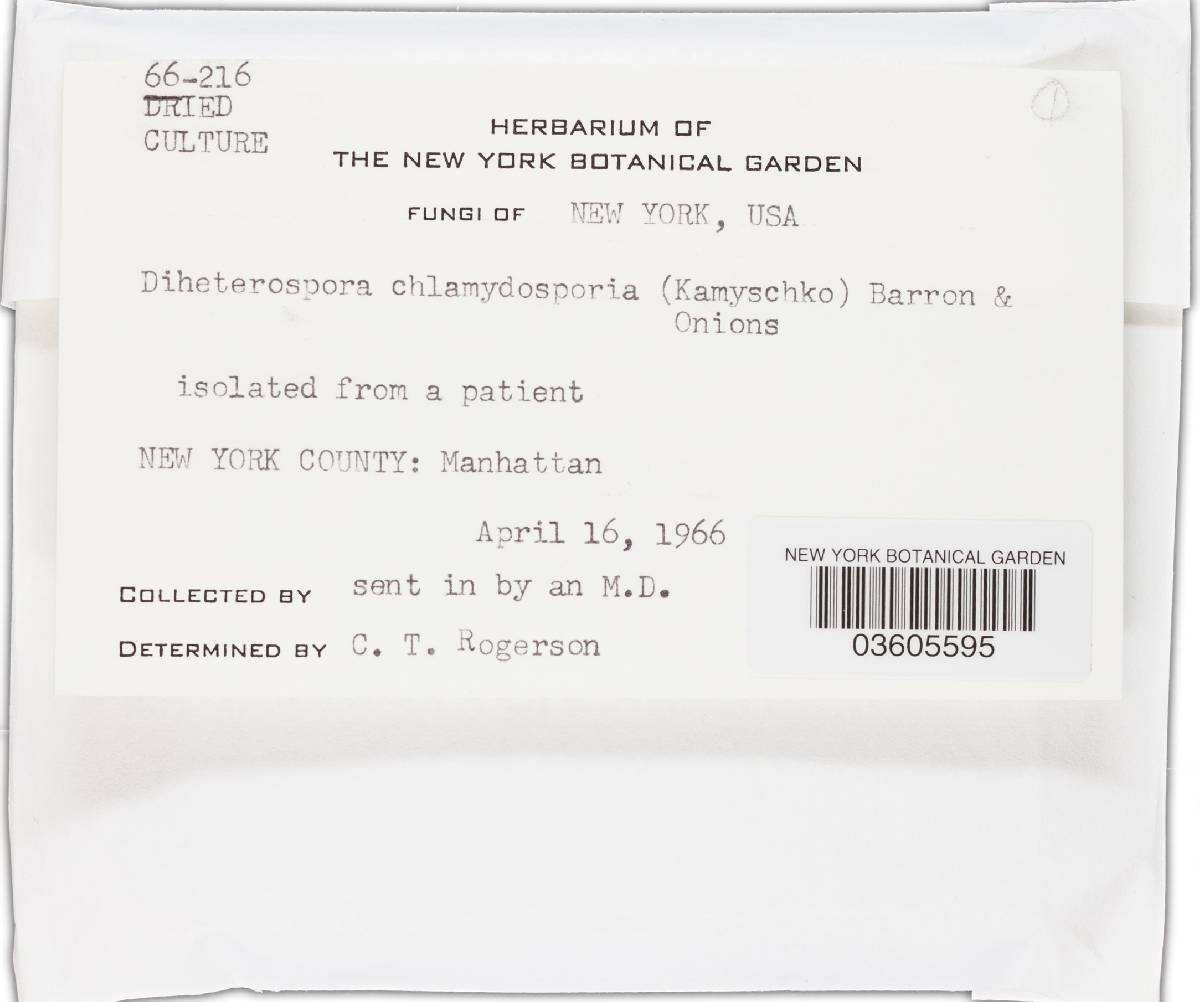 66-216
DRIED
CULTURE
1
HERBARIUM OF
THE NEW YORK BOTANICAL GARDEN
FUNGI OF NEW YORK, USA
Diheterospora chlamydosporia (Kamyschko) Barron &
Onions
isolated from a patient
NEW YORK COUNTY: Manhattan
April 16, 1966
COLLECTED BY sent in by an M.D.
DETERMINED BY C. T. Rogerson
NEW YORK BOTANICAL GARDEN
03605595